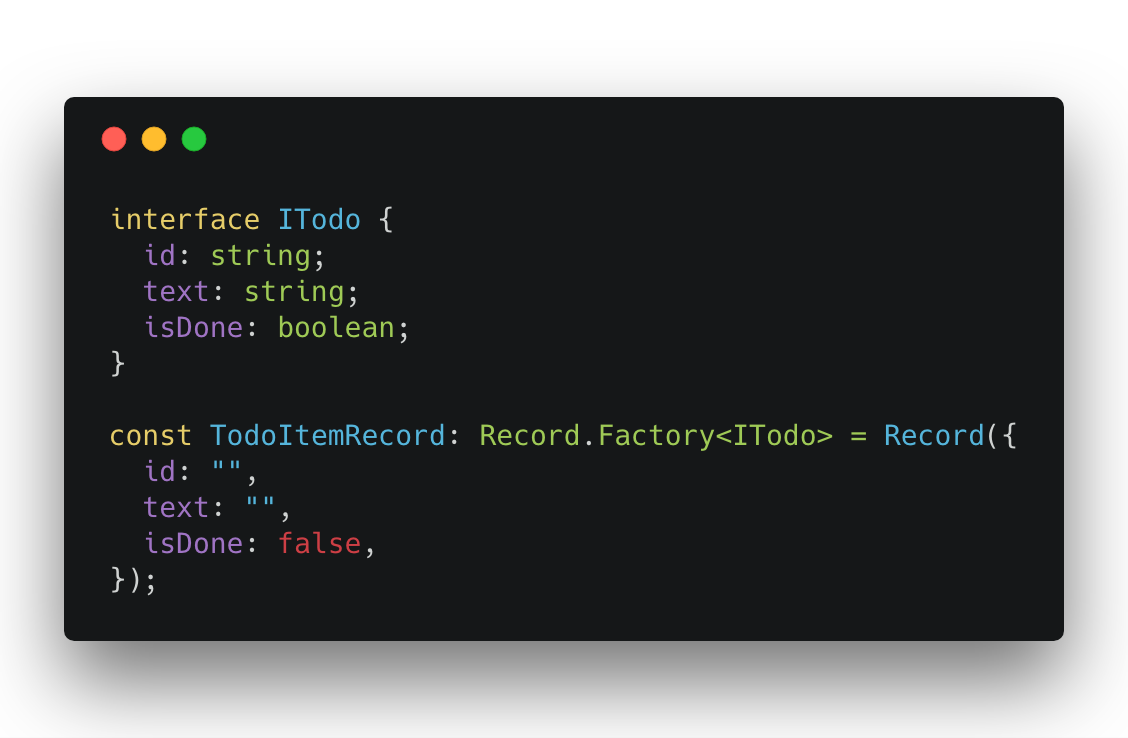 interface ITodo {
  id: string;
  text: string;
  isDone: boolean;
}

const TodoItemRecord: Record.Factory<ITodo> = Record({
  id: "",
  text: "",
  isDone: false,
});